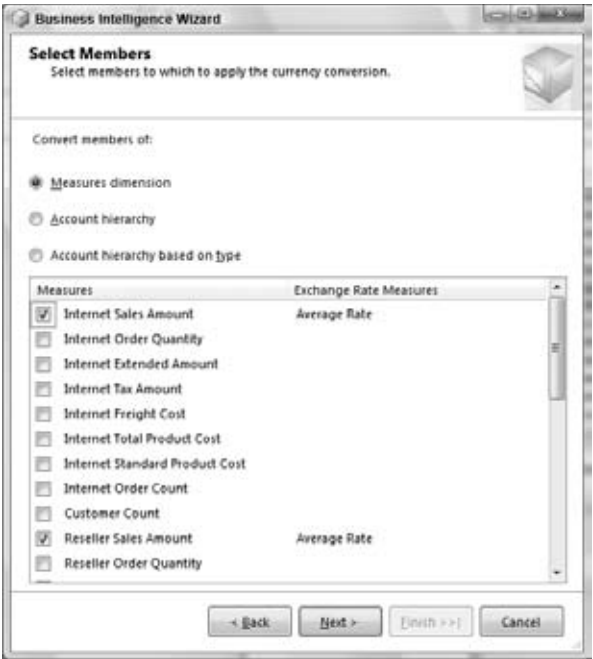 Business Intelligence Wizard
Select Members
Select members to which to apply the currency conversion.
Convert members of:
Measures dimension
Account hierarchy
Account hierarchy based on type
Measures Exchange Rate Measures
Internet Sales Amount Average Rate
Internet Order Quantity
Internet Extended Amount
Internet Tax Amount
Internet Freight Cost
Internet Total Product Cost
Internet Standard Product Cost
Internet Order Count
Customer Count
Reseller Sales Amount Average Rate
Reseller Order Quantity
< Back Next > Finish >>| Cancel